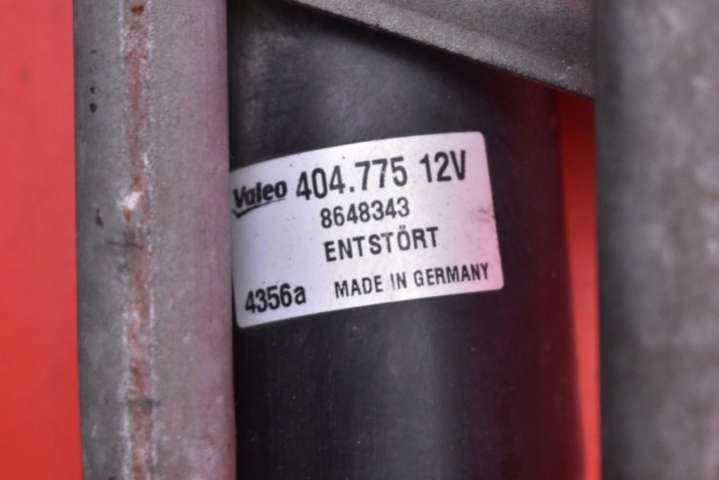 Valeo 404.775 12V
8648343
ENTSTÖRT
4356a MADE IN GERMANY